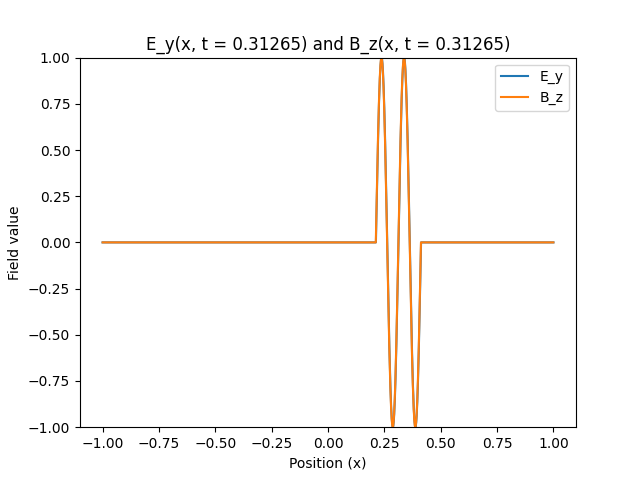 E_y(x, t = 0.31265) and B_z(x, t = 0.31265)
1.00
0.75
0.50
0.25
0.00
−0.25
−0.50
−0.75
−1.00
Field value
E_y
B_z
−1.00 −0.75 −0.50 −0.25 0.00 0.25 0.50 0.75 1.00
Position (x)